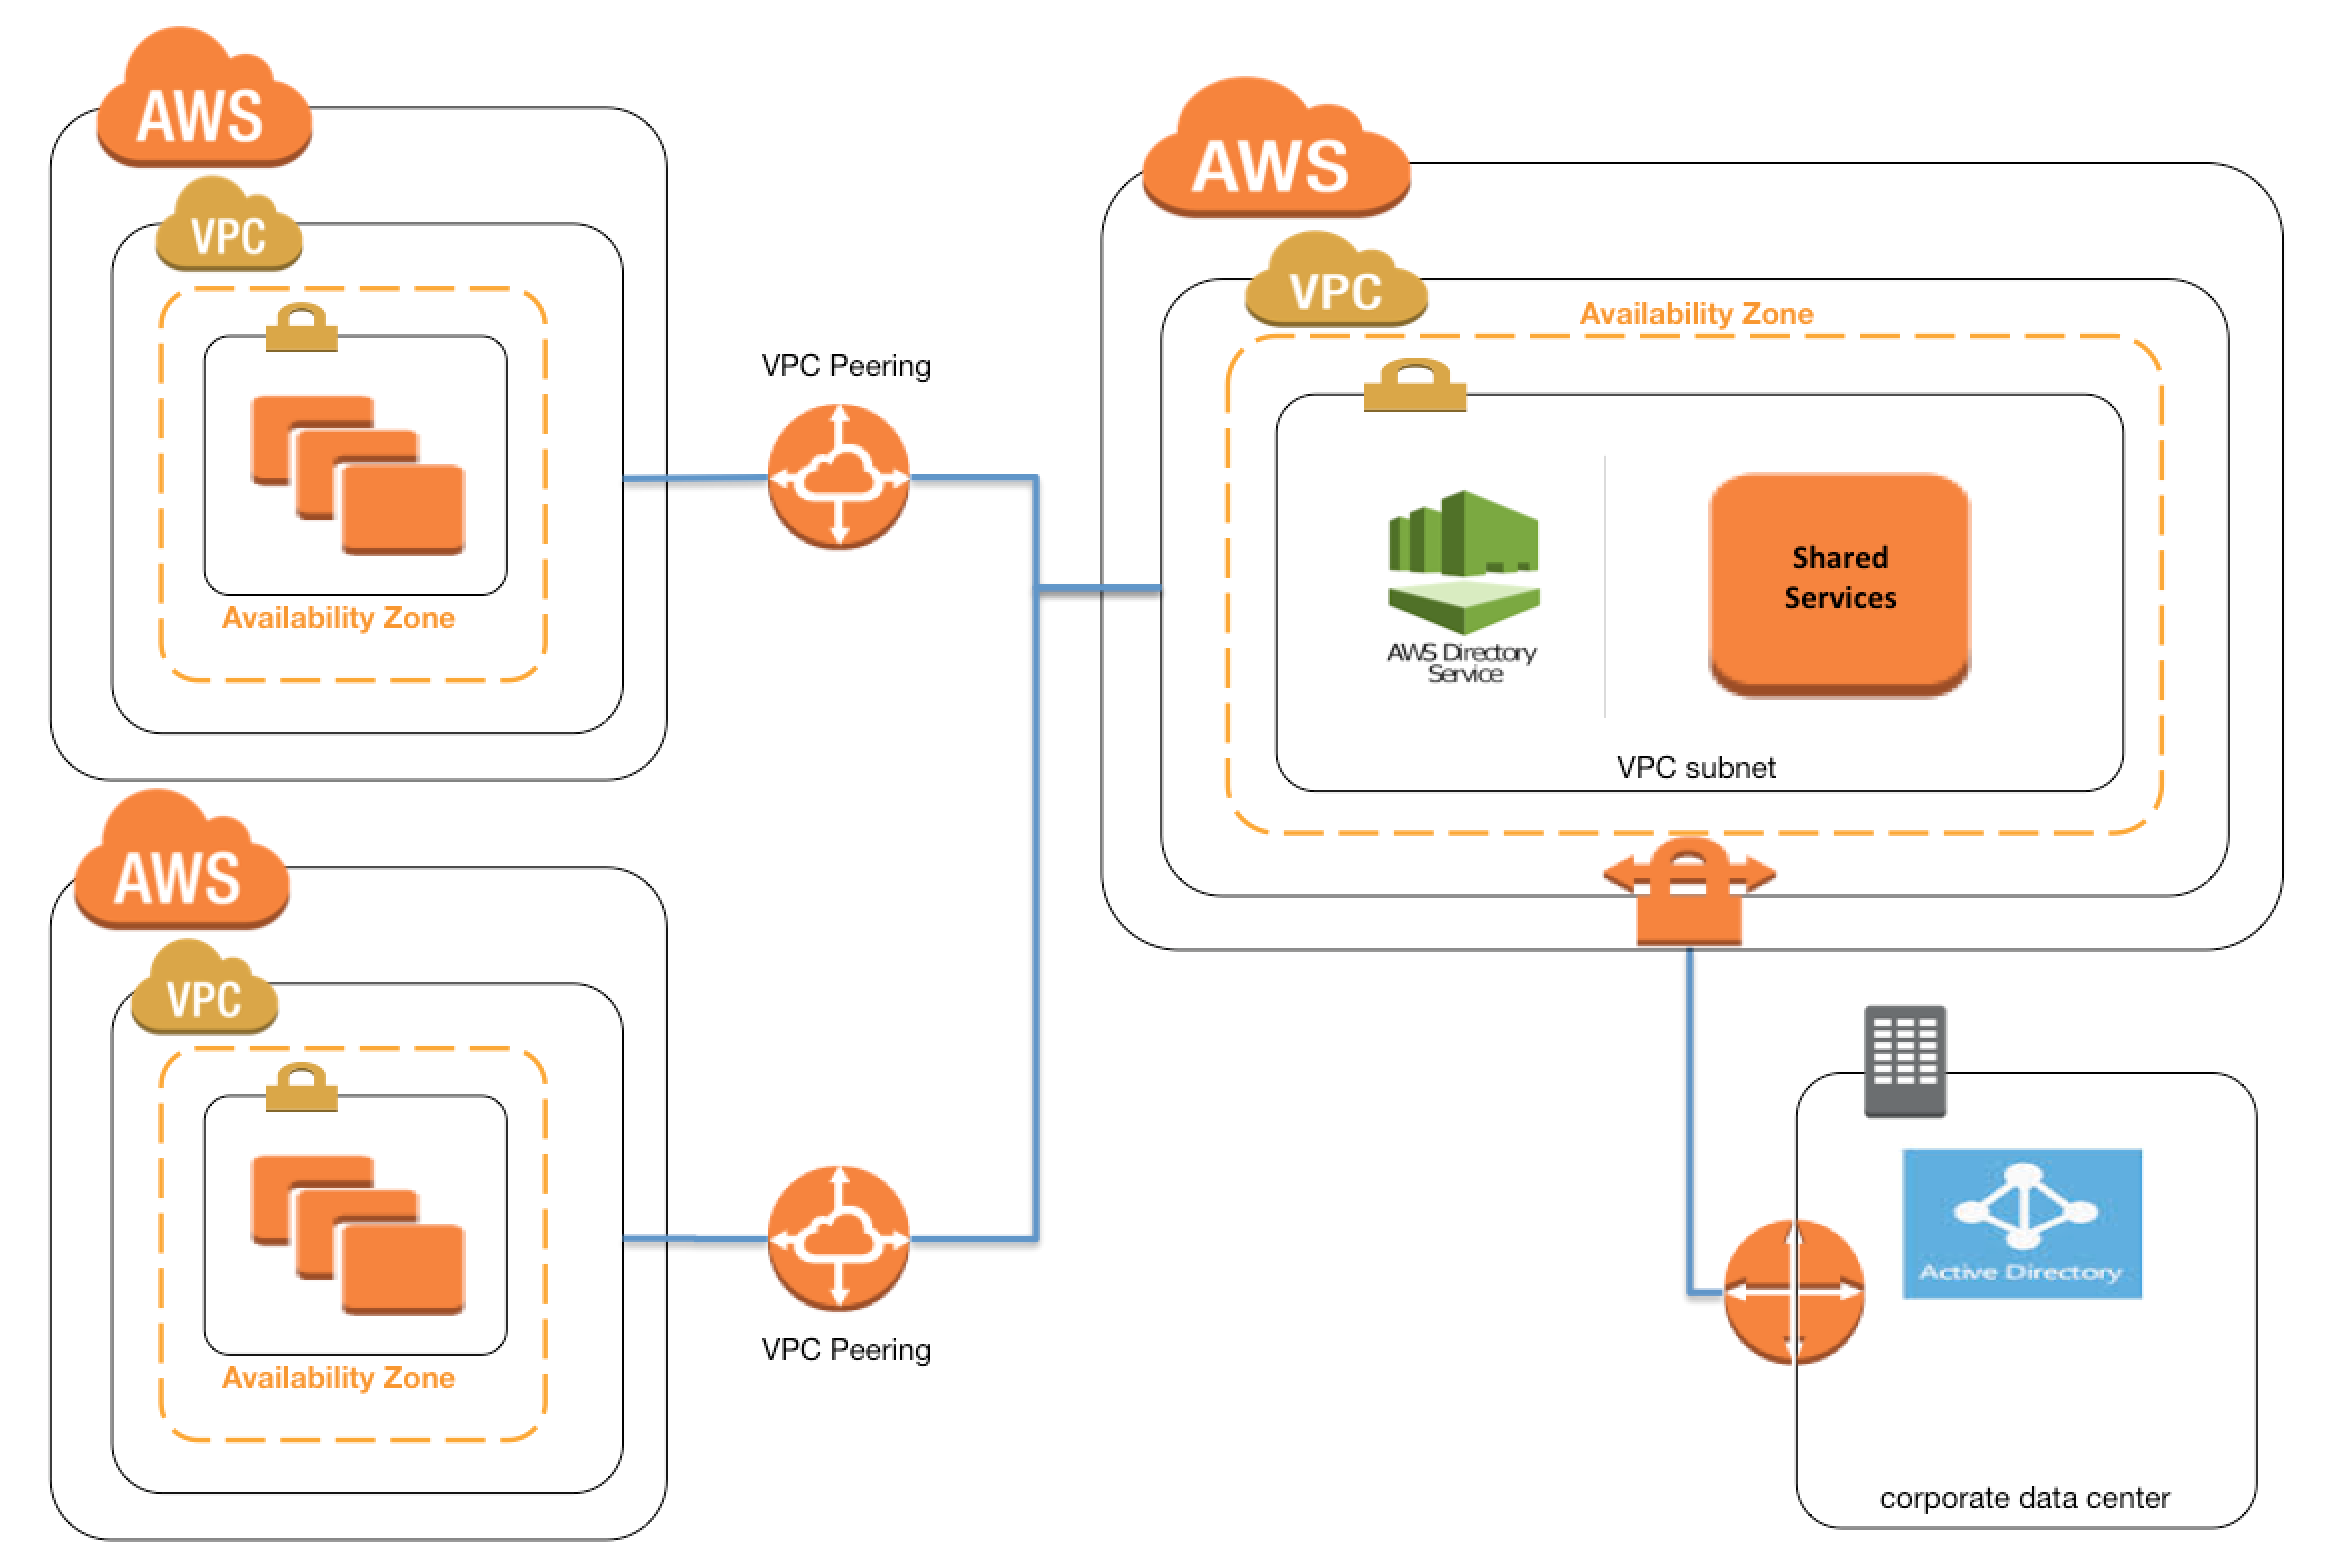 AWS
VPC
Availability Zone
VPC Peering
AWS
VPC
Availability Zone
VPC Peering
AWS
VPC
Availability Zone
AWS Directory
Service
Shared
Services
VPC subnet
Active Directory
corporate data center